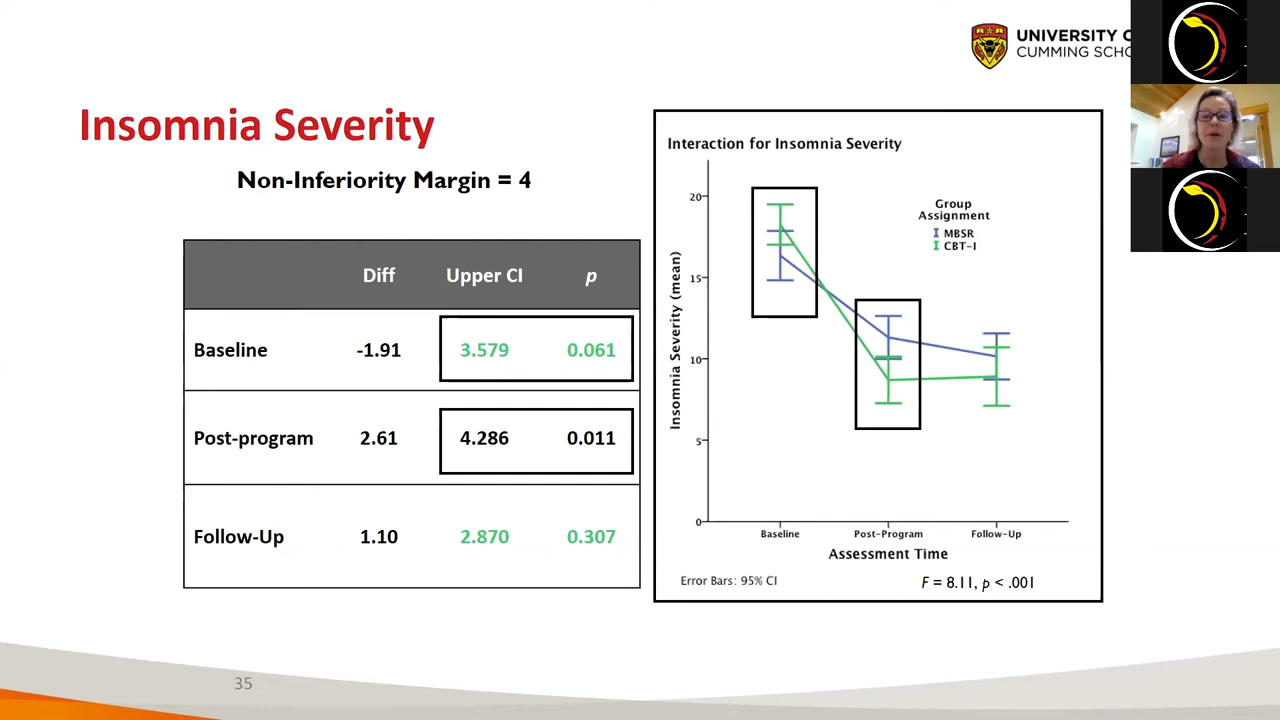 UNIVERSITY
CUMMING
Insomnia Severity
Non-Inferiority Margin = 4
Diff Upper CI p
Baseline -1.91 3.579 0.061
Post-program 2.61 4.286 0.011
Follow-Up 1.10 2.870 0.307
Interaction for Insomnia Severity
Group
Assignment
MBSR
CBT-I
Insomnia Severity (mean)
20
15
10
5
0
Baseline Post-Program Follow-Up
Assessment Time
Error Bars: 95% CI
F = 8.11, p < .001
35